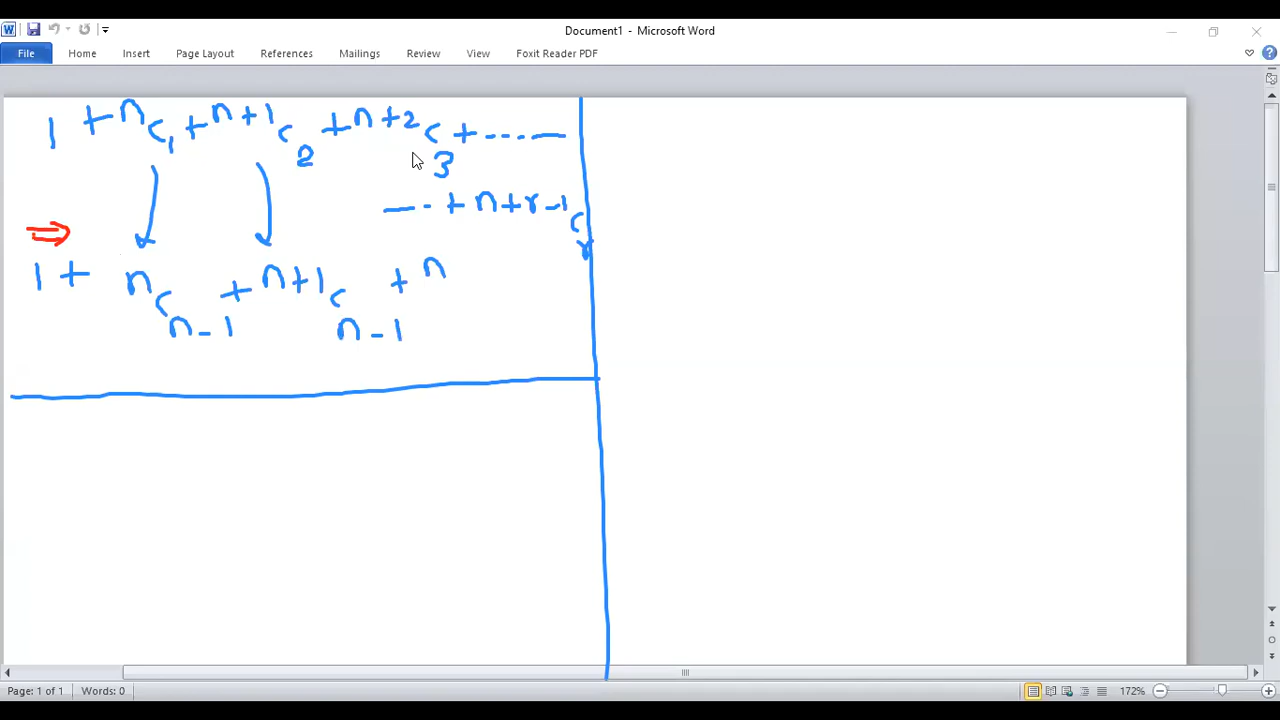 Document1 - Microsoft Word
File Home Insert Page Layout References Mailings Review View Foxit Reader PDF
1 + nc1 + n+1c2 + n+2c3 + -----
--- + n+r-1cr
⇒
1 + ncn-1 + n+1cn-1 + n
Page: 1 of 1 Words: 0 172%